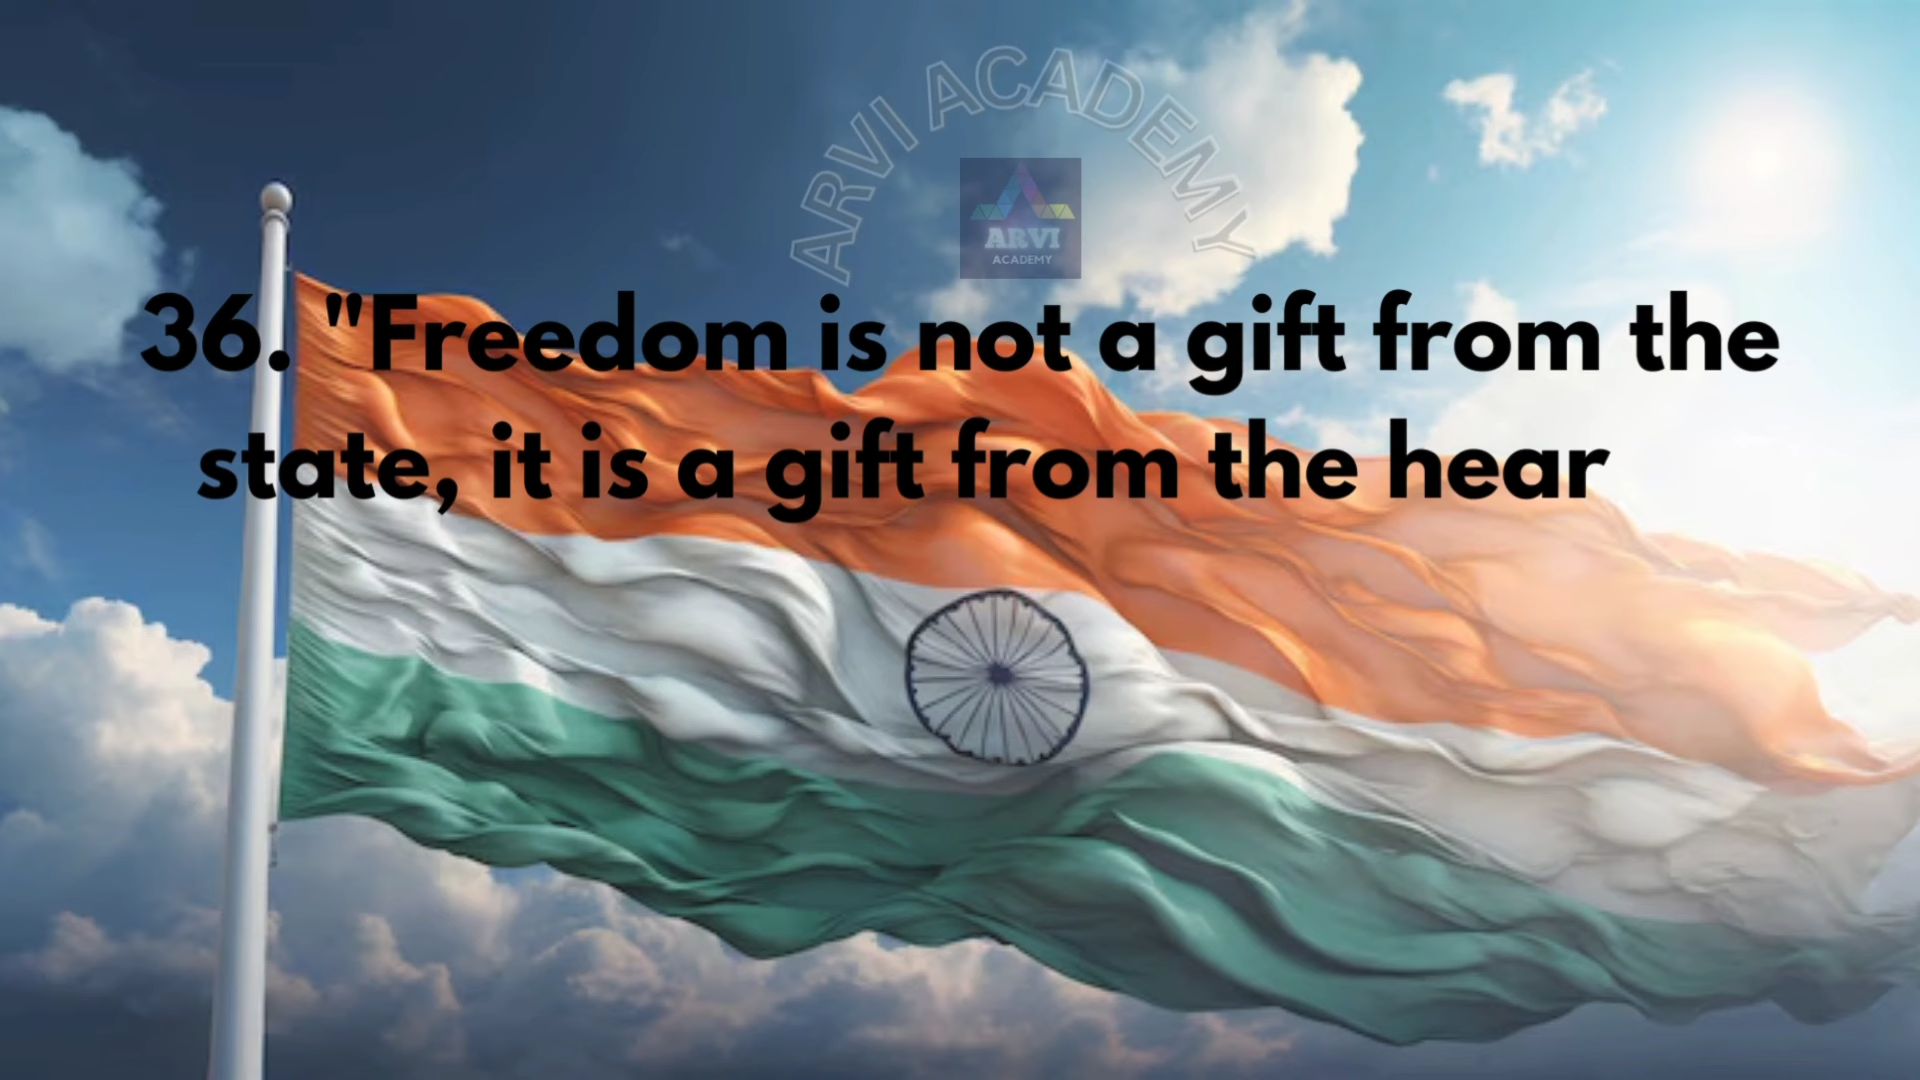 ARVI ACADEMY
ARVI
ACADEMY
36. "Freedom is not a gift from the
state, it is a gift from the hear